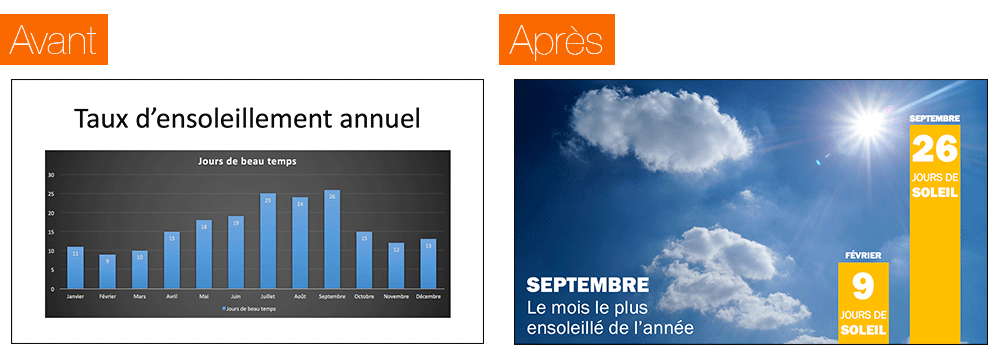 Avant
Taux d’ensoleillement annuel
Jours de beau temps
30
25
20
15
10
5
0
11
9
10
15
18
19
25
24
26
15
12
13
Janvier Février Mars Avril Mai Juin Juillet Août Septembre Octobre Novembre Décembre
Jours de beau temps
Après
SEPTEMBRE
26
JOURS DE
SOLEIL
FÉVRIER
9
JOURS DE
SOLEIL
SEPTEMBRE
Le mois le plus
ensoleillé de l’année